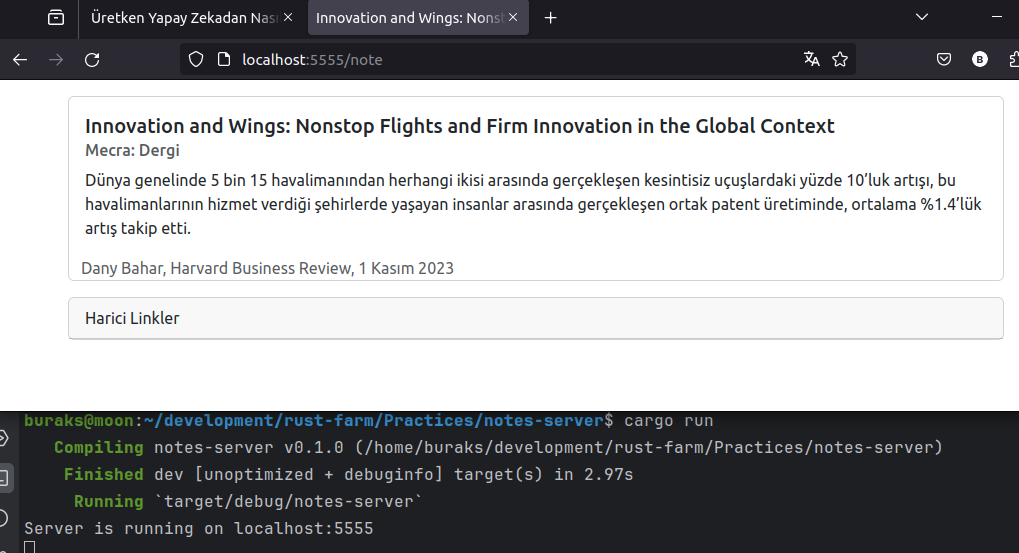 Üretken Yapay Zekadan Nası
Innovation and Wings: Nonst
localhost:5555/note
B
Innovation and Wings: Nonstop Flights and Firm Innovation in the Global Context
Mecra: Dergi
Dünya genelinde 5 bin 15 havalimanından herhangi ikisi arasında gerçekleşen kesintisiz uçuşlardaki yüzde 10’luk artışı, bu
havalimanlarının hizmet verdiği şehirlerde yaşayan insanlar arasında gerçekleşen ortak patent üretiminde, ortalama %1.4’lük
artış takip etti.
Dany Bahar, Harvard Business Review, 1 Kasım 2023
Harici Linkler
buraks@moon:~/development/rust-farm/Practices/notes-server$ cargo run
Compiling notes-server v0.1.0 (/home/buraks/development/rust-farm/Practices/notes-server)
Finished dev [unoptimized + debuginfo] target(s) in 2.97s
Running `target/debug/notes-server`
Server is running on localhost:5555